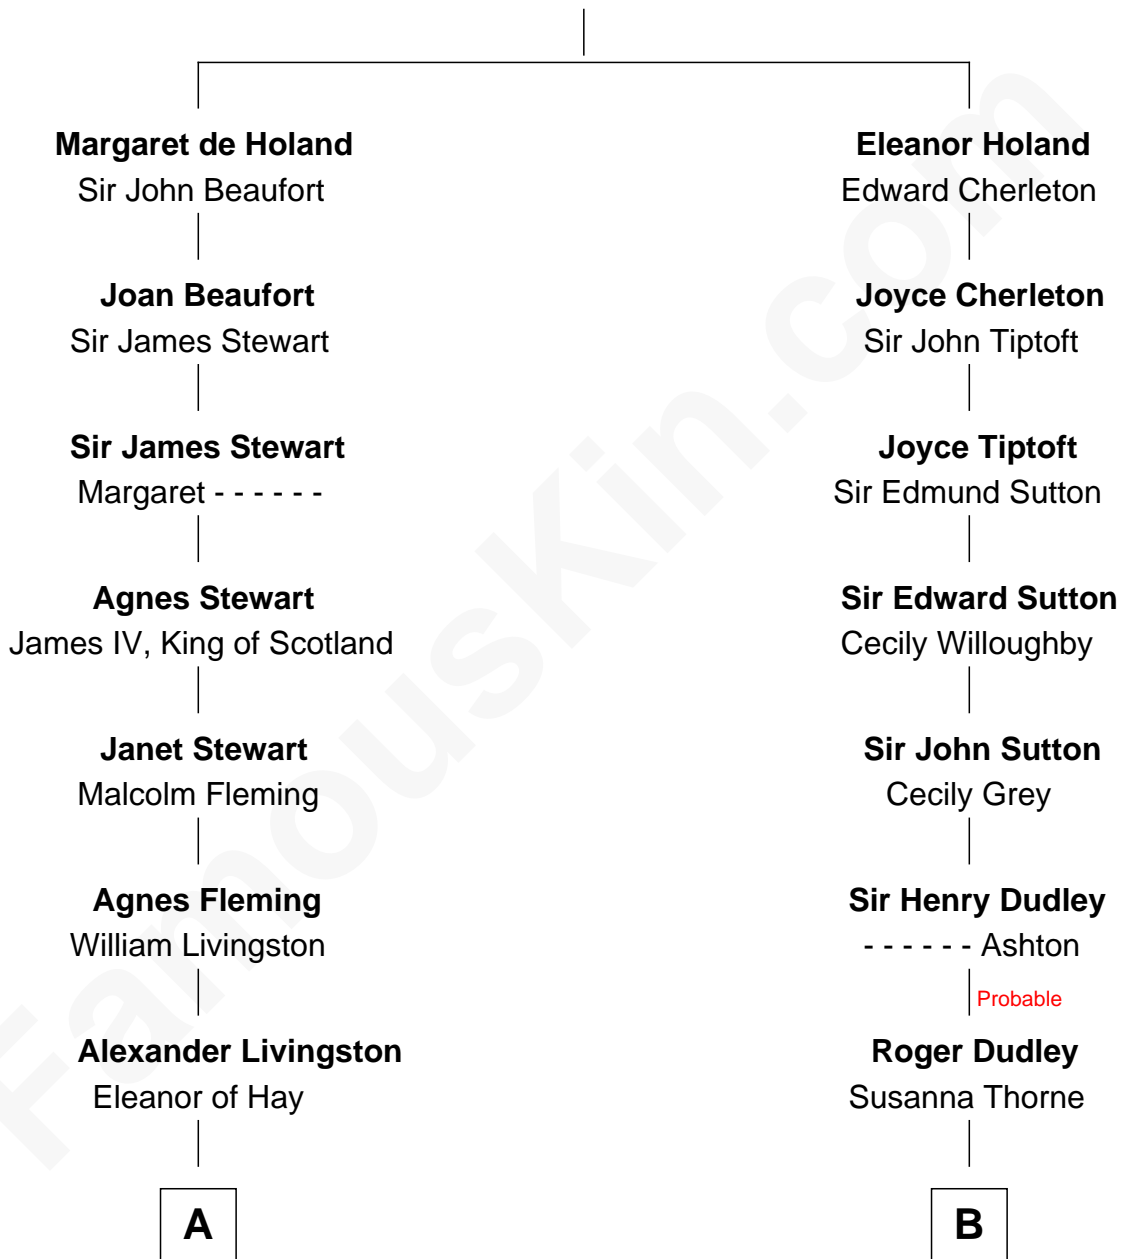 Margaret de Holand
Sir John Beaufort
Joan Beaufort
Sir James Stewart
Sir James Stewart
Margaret - - - - - -
Agnes Stewart
James IV, King of Scotland
Janet Stewart
Malcolm Fleming
Agnes Fleming
William Livingston
Alexander Livingston
Eleanor of Hay
A
Eleanor Holand
Edward Cherleton
Joyce Cherleton
Sir John Tiptoft
Joyce Tiptoft
Sir Edmund Sutton
Sir Edward Sutton
Cecily Willoughby
Sir John Sutton
Cecily Grey
Sir Henry Dudley
- - - - - - Ashton
Probable
Roger Dudley
Susanna Thorne
B
FamousKin.com